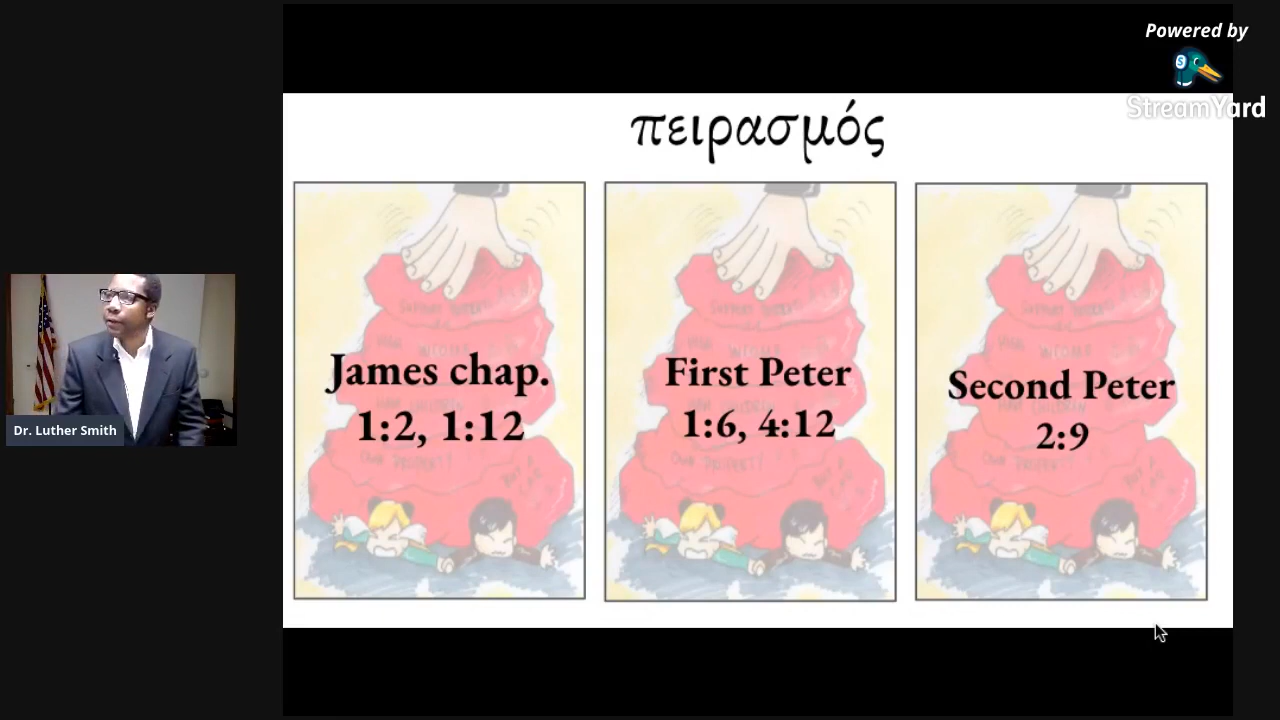 Powered by
StreamYard
πειρασμός
James chap.
1:2, 1:12
First Peter
1:6, 4:12
Second Peter
2:9
Dr. Luther Smith